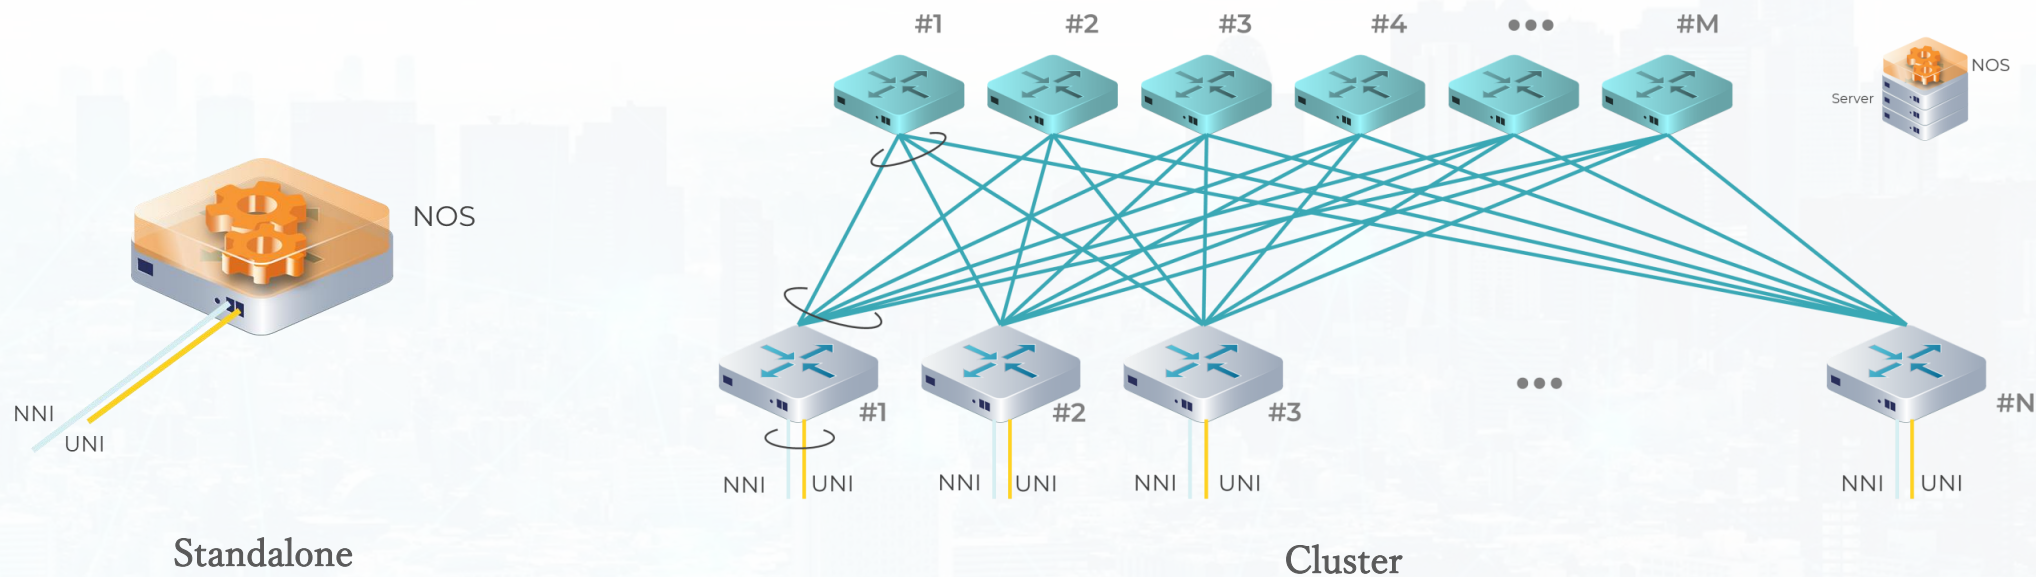 #1
#2
#3
#4
•••
#M
NOS
Server
NOS
NNI
UNI
#1
#2
#3
•••
#N
NNI
UNI
NNI
UNI
NNI
UNI
NNI
UNI
Standalone
Cluster